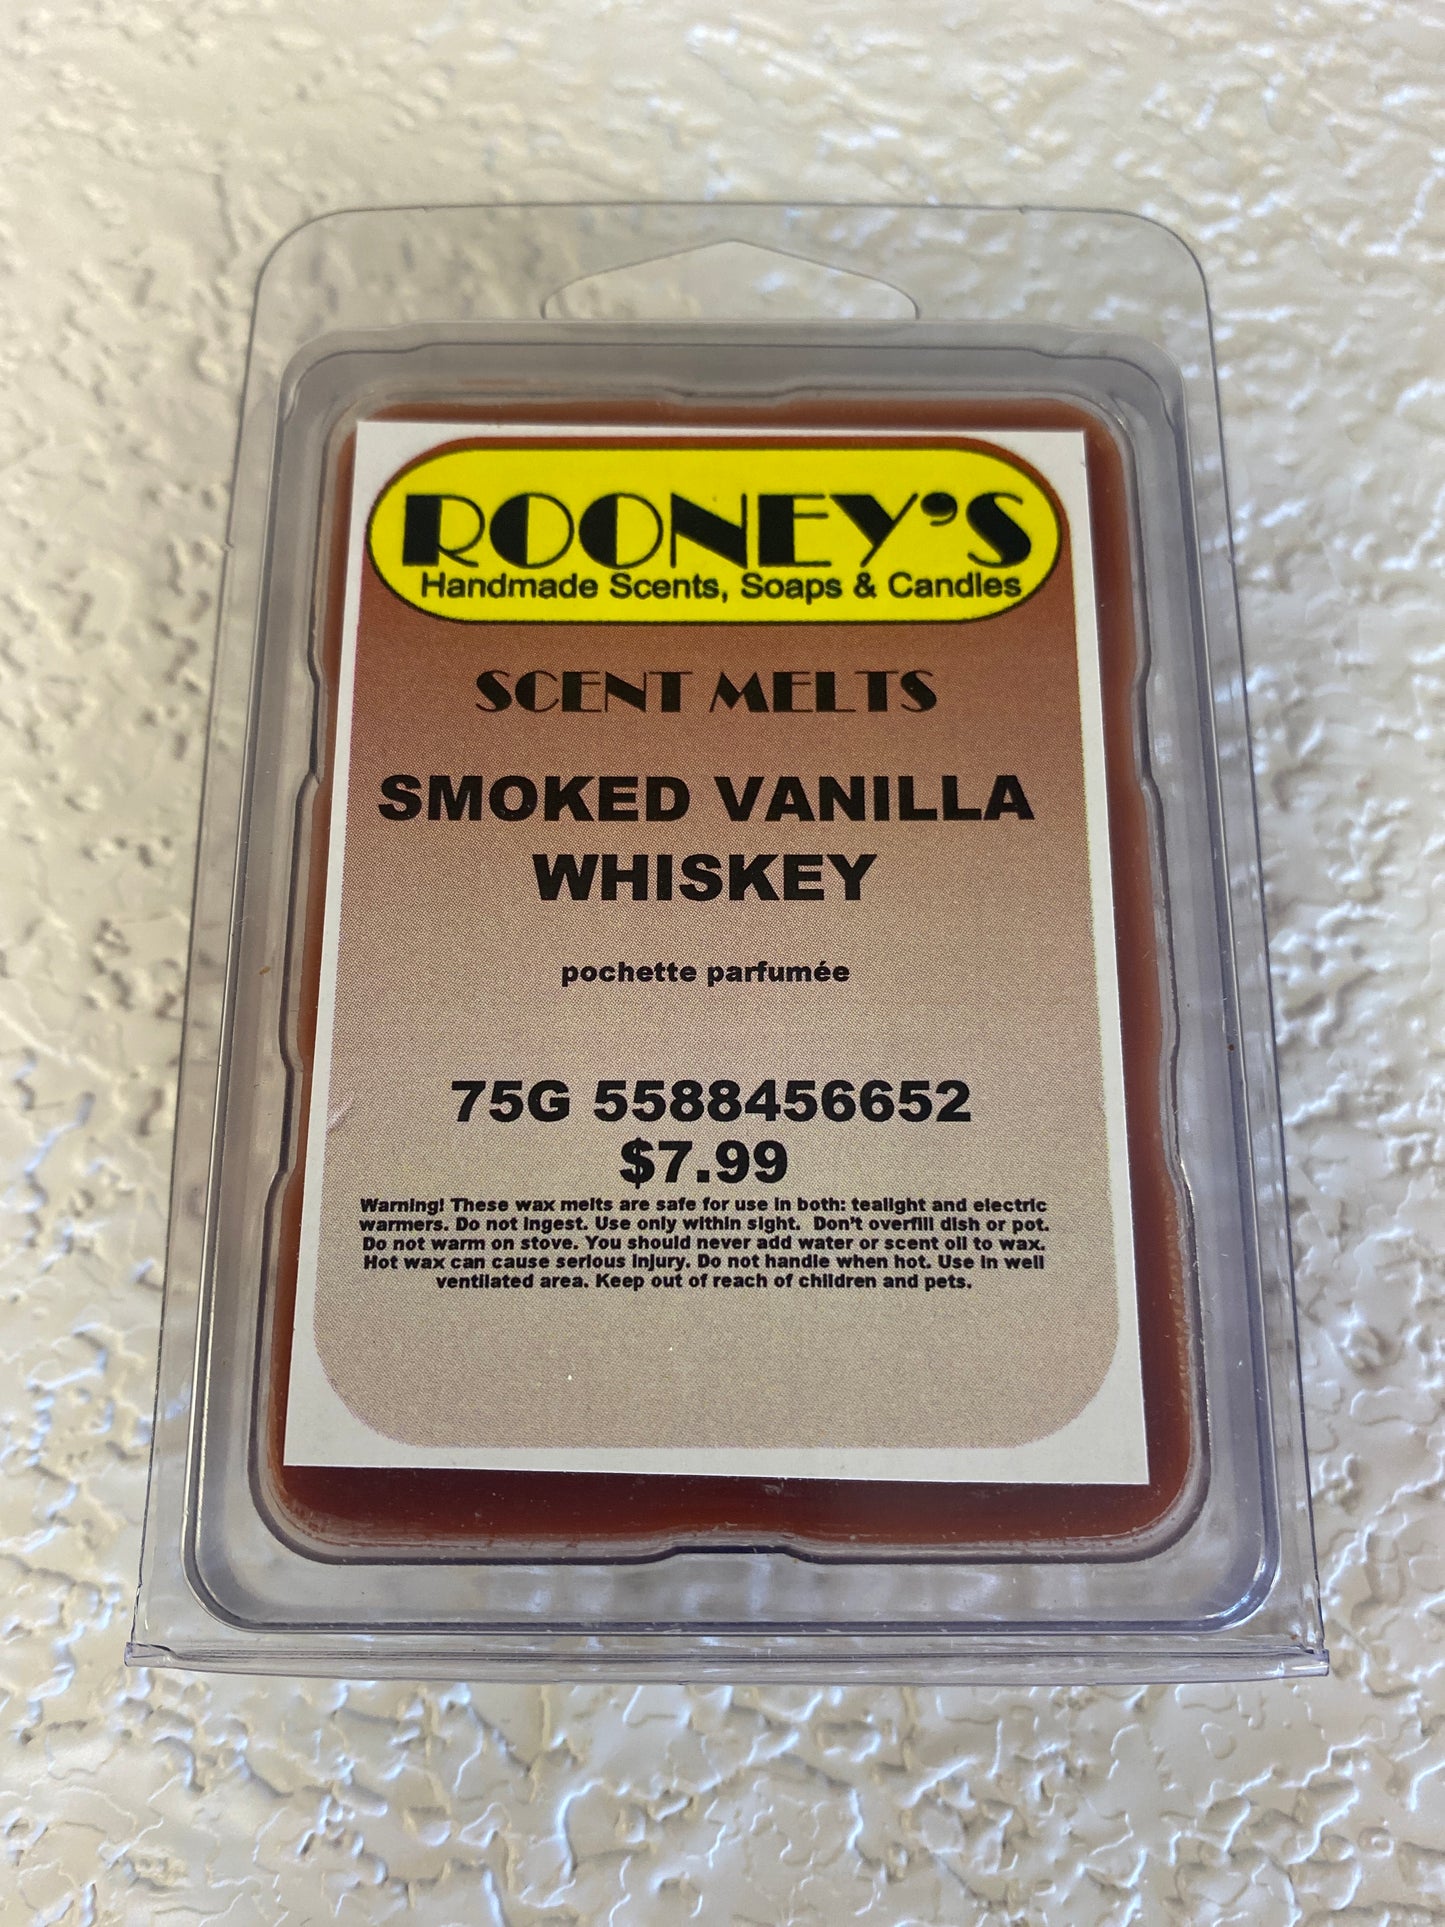 ROONEY'S
Handmade Scents, Soaps & Candles
SCENT MELTS
SMOKED VANILLA
WHISKEY
pochette parfumée
75G 5588456652
$7.99
Warning! These wax melts are safe for use in both: tealight and electric
warmers. Do not ingest. Use only within sight. Don't overfill dish or pot.
Do not warm on stove. You should never add water or scent oil to wax.
Hot wax can cause serious injury. Do not handle when hot. Use in well
ventilated area. Keep out of reach of children and pets.